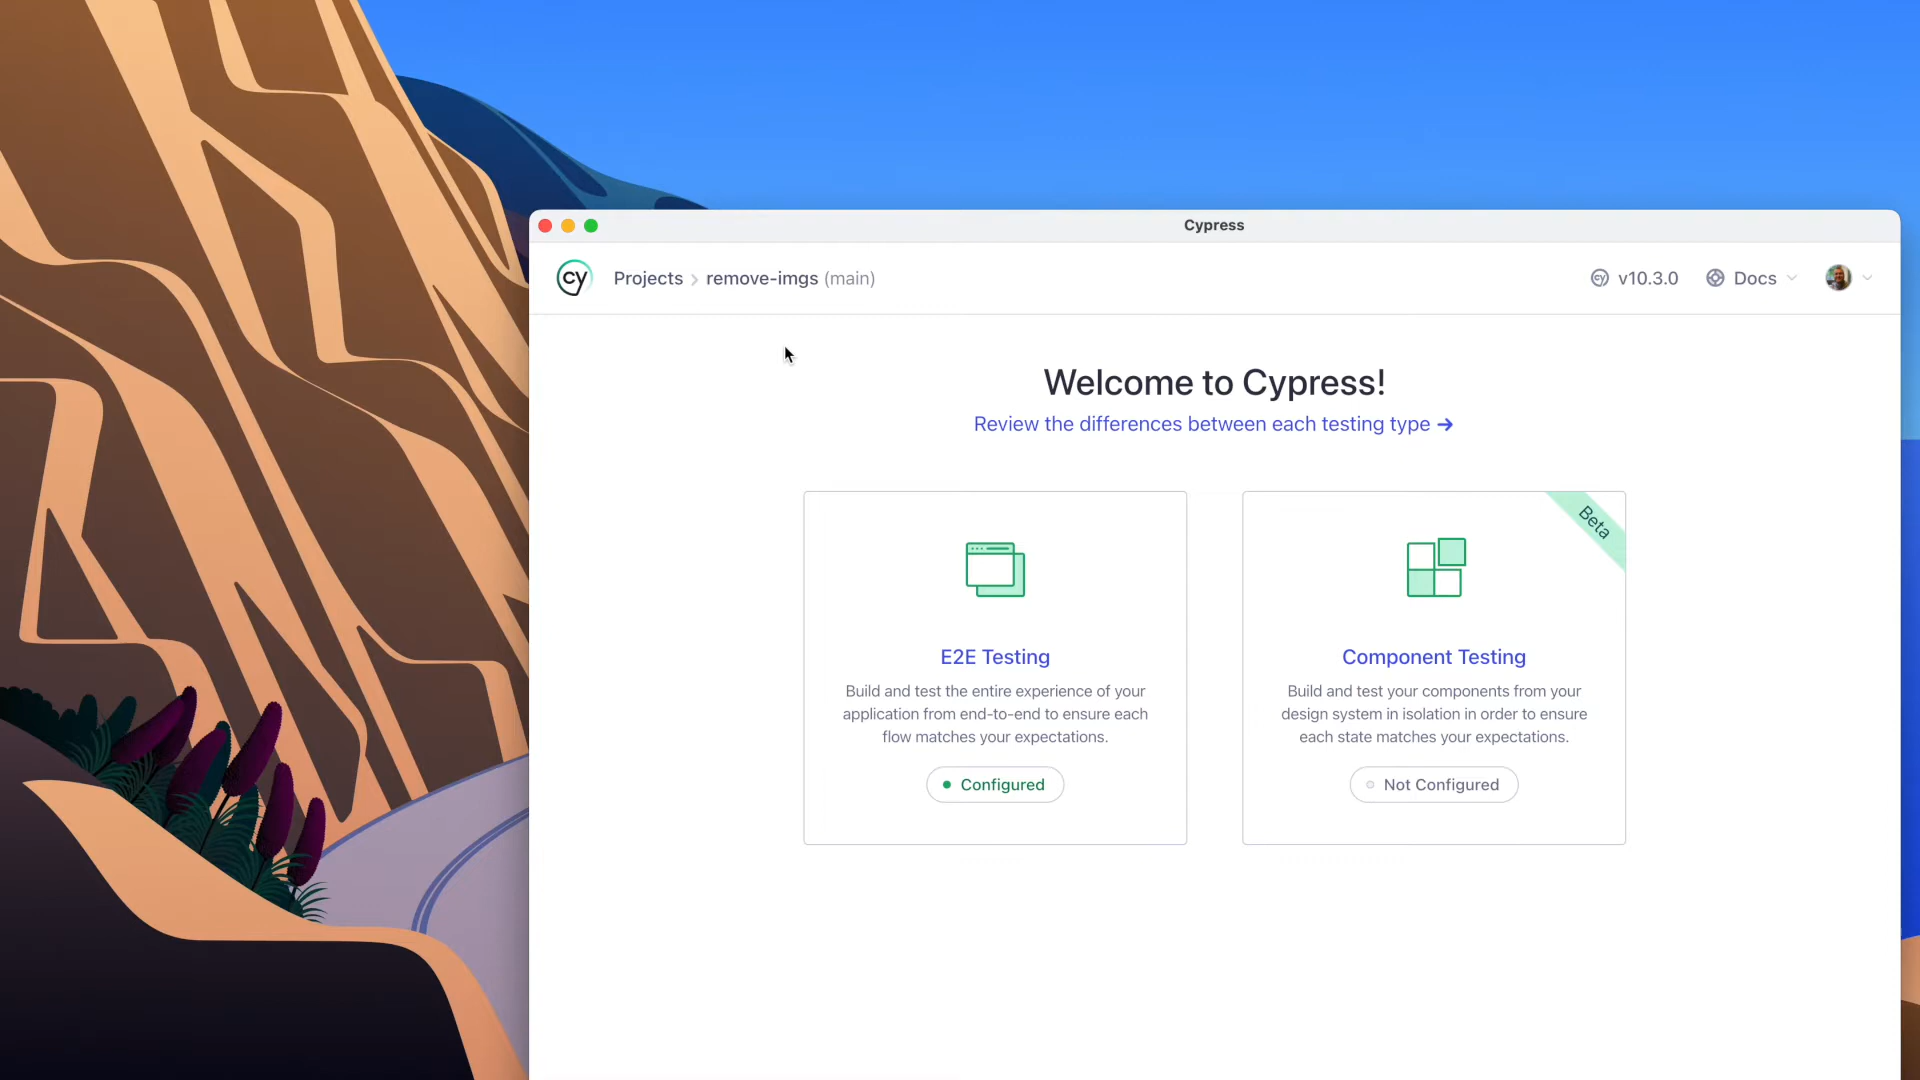 Cypress
cy Projects remove-imgs (main) v10.3.0 Docs
Welcome to Cypress!
Review the differences between each testing type →
Beta
E2E Testing
Build and test the entire experience of your
application from end-to-end to ensure each
flow matches your expectations.
Configured
Component Testing
Build and test your components from your
design system in isolation in order to ensure
each state matches your expectations.
Not Configured